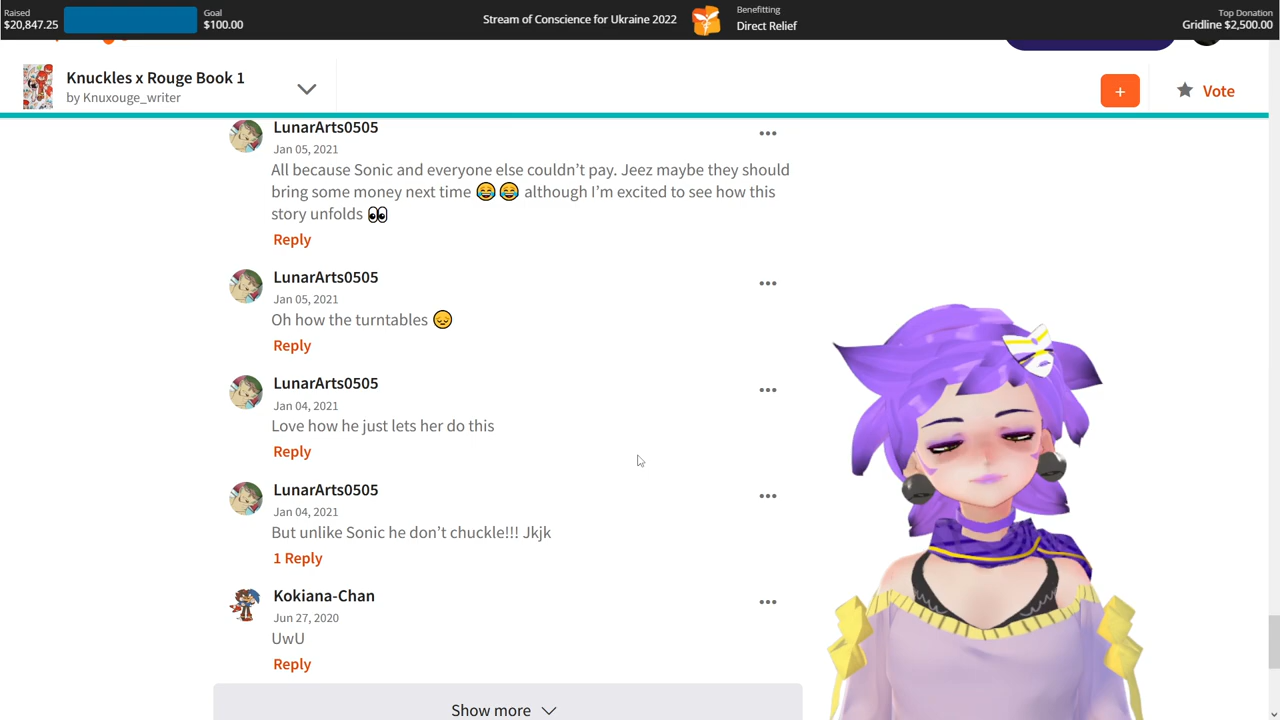 Raised
$20,847.25
Goal
$100.00
Stream of Conscience for Ukraine 2022
Benefitting
Direct Relief
Top Donation
Gridline $2,500.00
Knuckles x Rouge Book 1
by Knuxouge_writer
+
Vote
LunarArts0505
Jan 05, 2021
All because Sonic and everyone else couldn’t pay. Jeez maybe they should
bring some money next time 😂😂 although I’m excited to see how this
story unfolds 👀
Reply
LunarArts0505
Jan 05, 2021
Oh how the turntables 😔
Reply
LunarArts0505
Jan 04, 2021
Love how he just lets her do this
Reply
LunarArts0505
Jan 04, 2021
But unlike Sonic he don’t chuckle!!! Jkjk
1 Reply
Kokiana-Chan
Jun 27, 2020
UwU
Reply
Show more